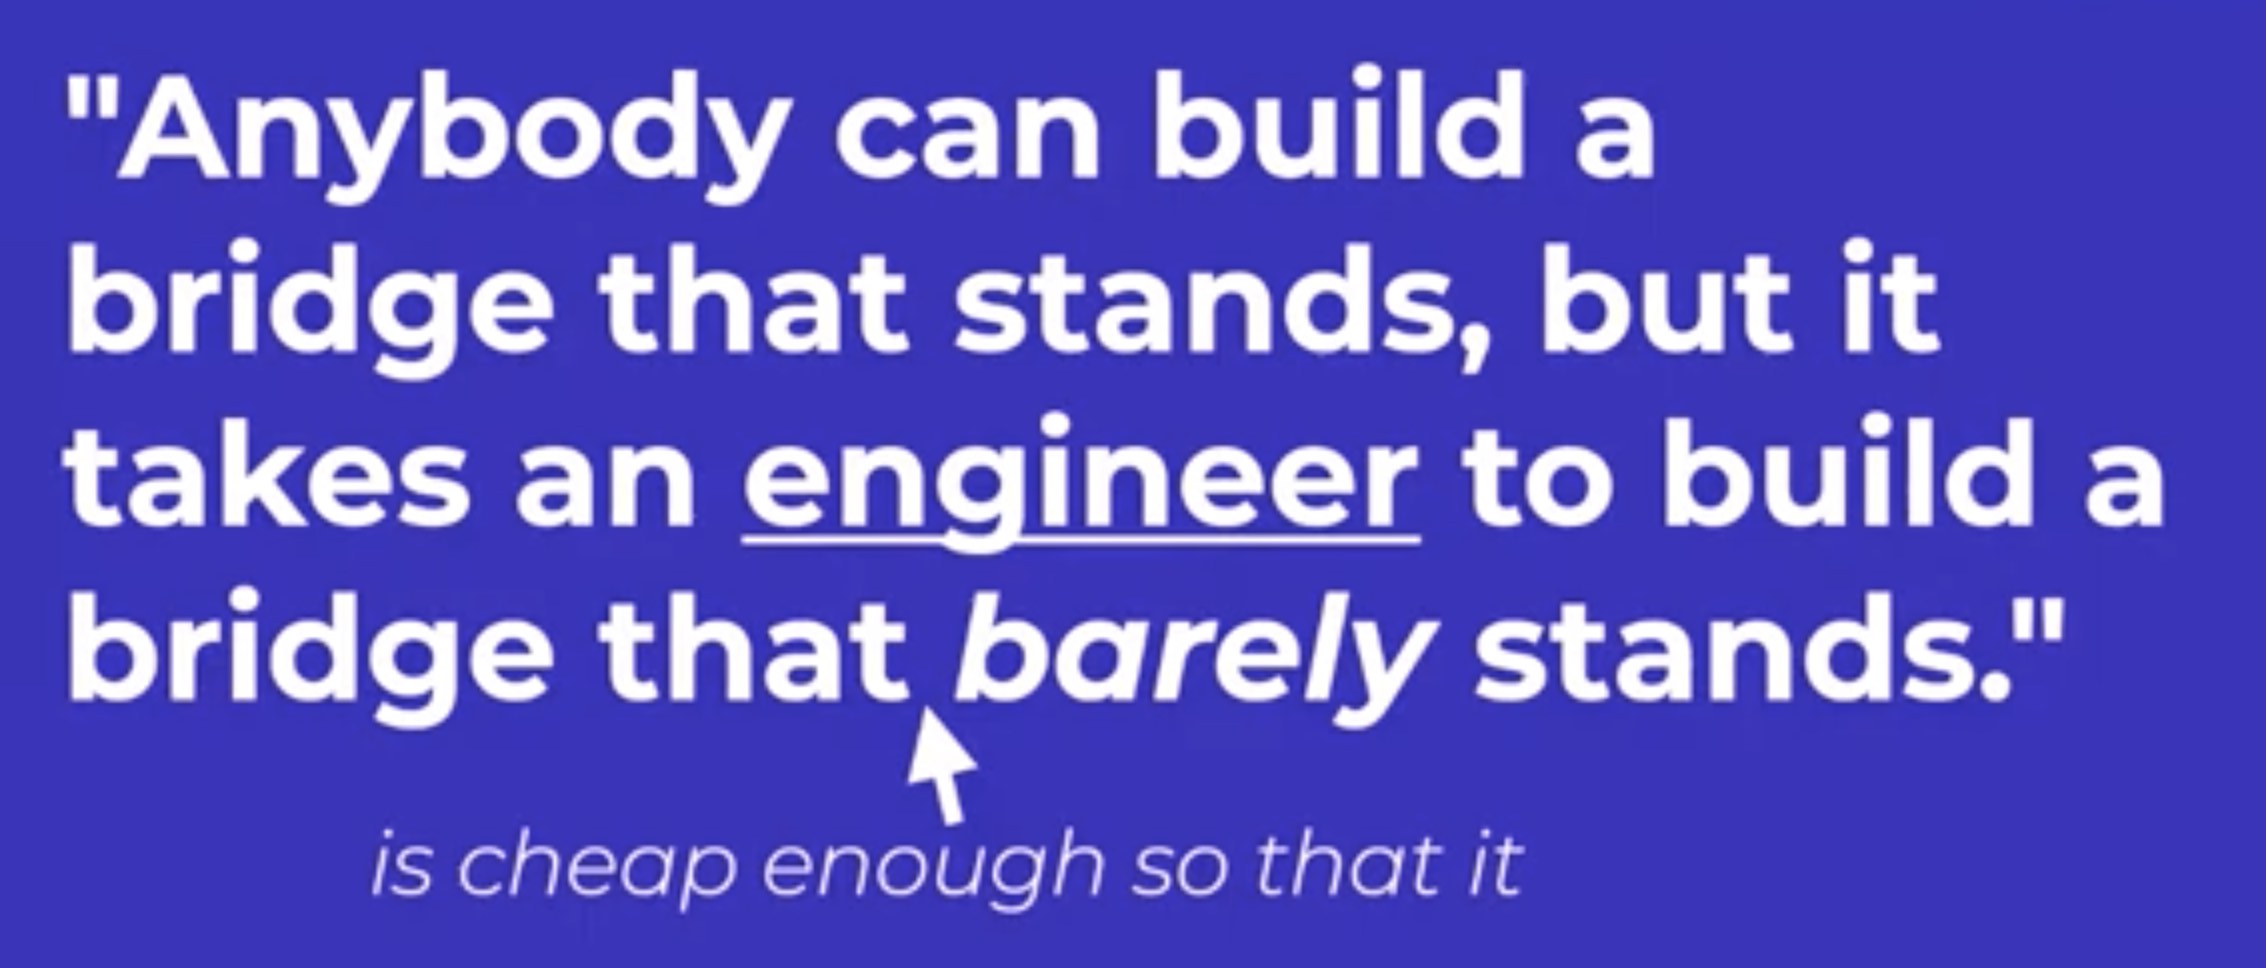 "Anybody can build a
bridge that stands, but it
takes an engineer to build a
bridge that barely stands."
is cheap enough so that it